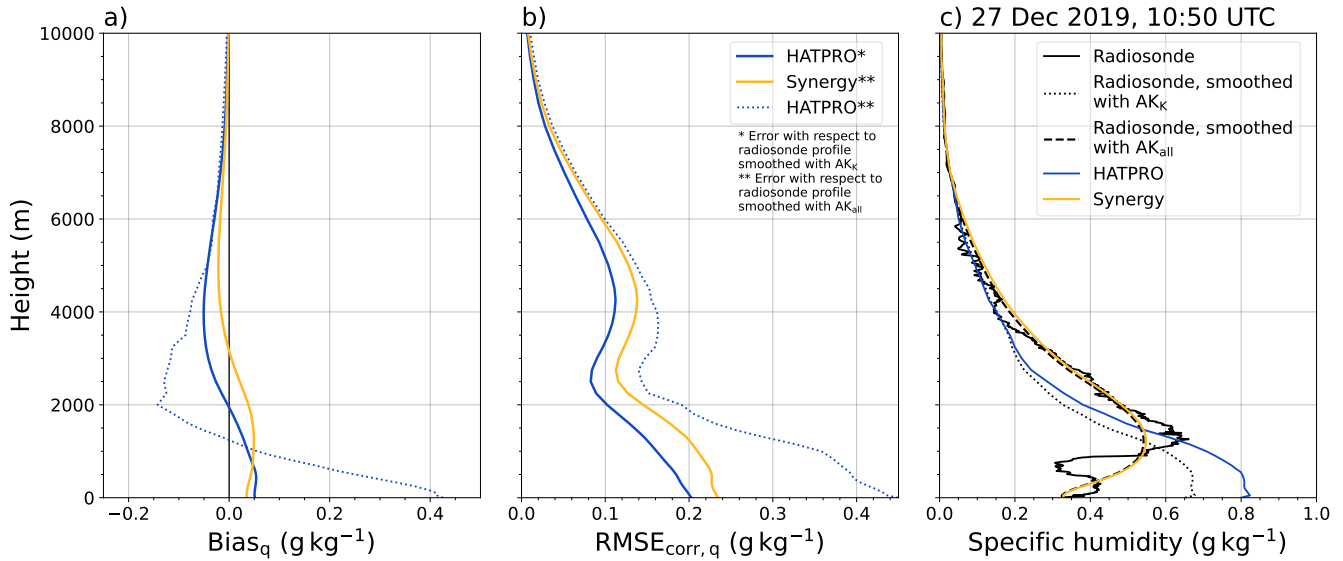 a)
10000
8000
6000
4000
2000
0
Height (m)
−0.2
0.0
0.2
0.4
Bias_q (g kg⁻¹)
b)
HATPRO*
Synergy**
HATPRO**
* Error with respect to
radiosonde profile
smoothed with AK_K
** Error with respect to
radiosonde profile
smoothed with AK_all
0.0
0.1
0.2
0.3
0.4
RMSE_corr, q (g kg⁻¹)
c) 27 Dec 2019, 10:50 UTC
Radiosonde
Radiosonde, smoothed
with AK_K
Radiosonde, smoothed
with AK_all
HATPRO
Synergy
0.0
0.2
0.4
0.6
0.8
1.0
Specific humidity (g kg⁻¹)